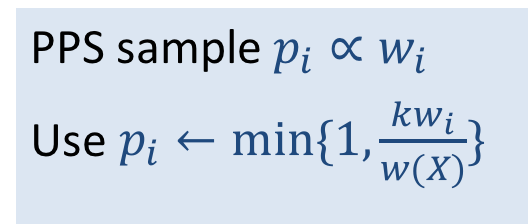 PPS sample pᵢ ∝ wᵢ
Use pᵢ ← min{1, kwᵢ/w(X)}